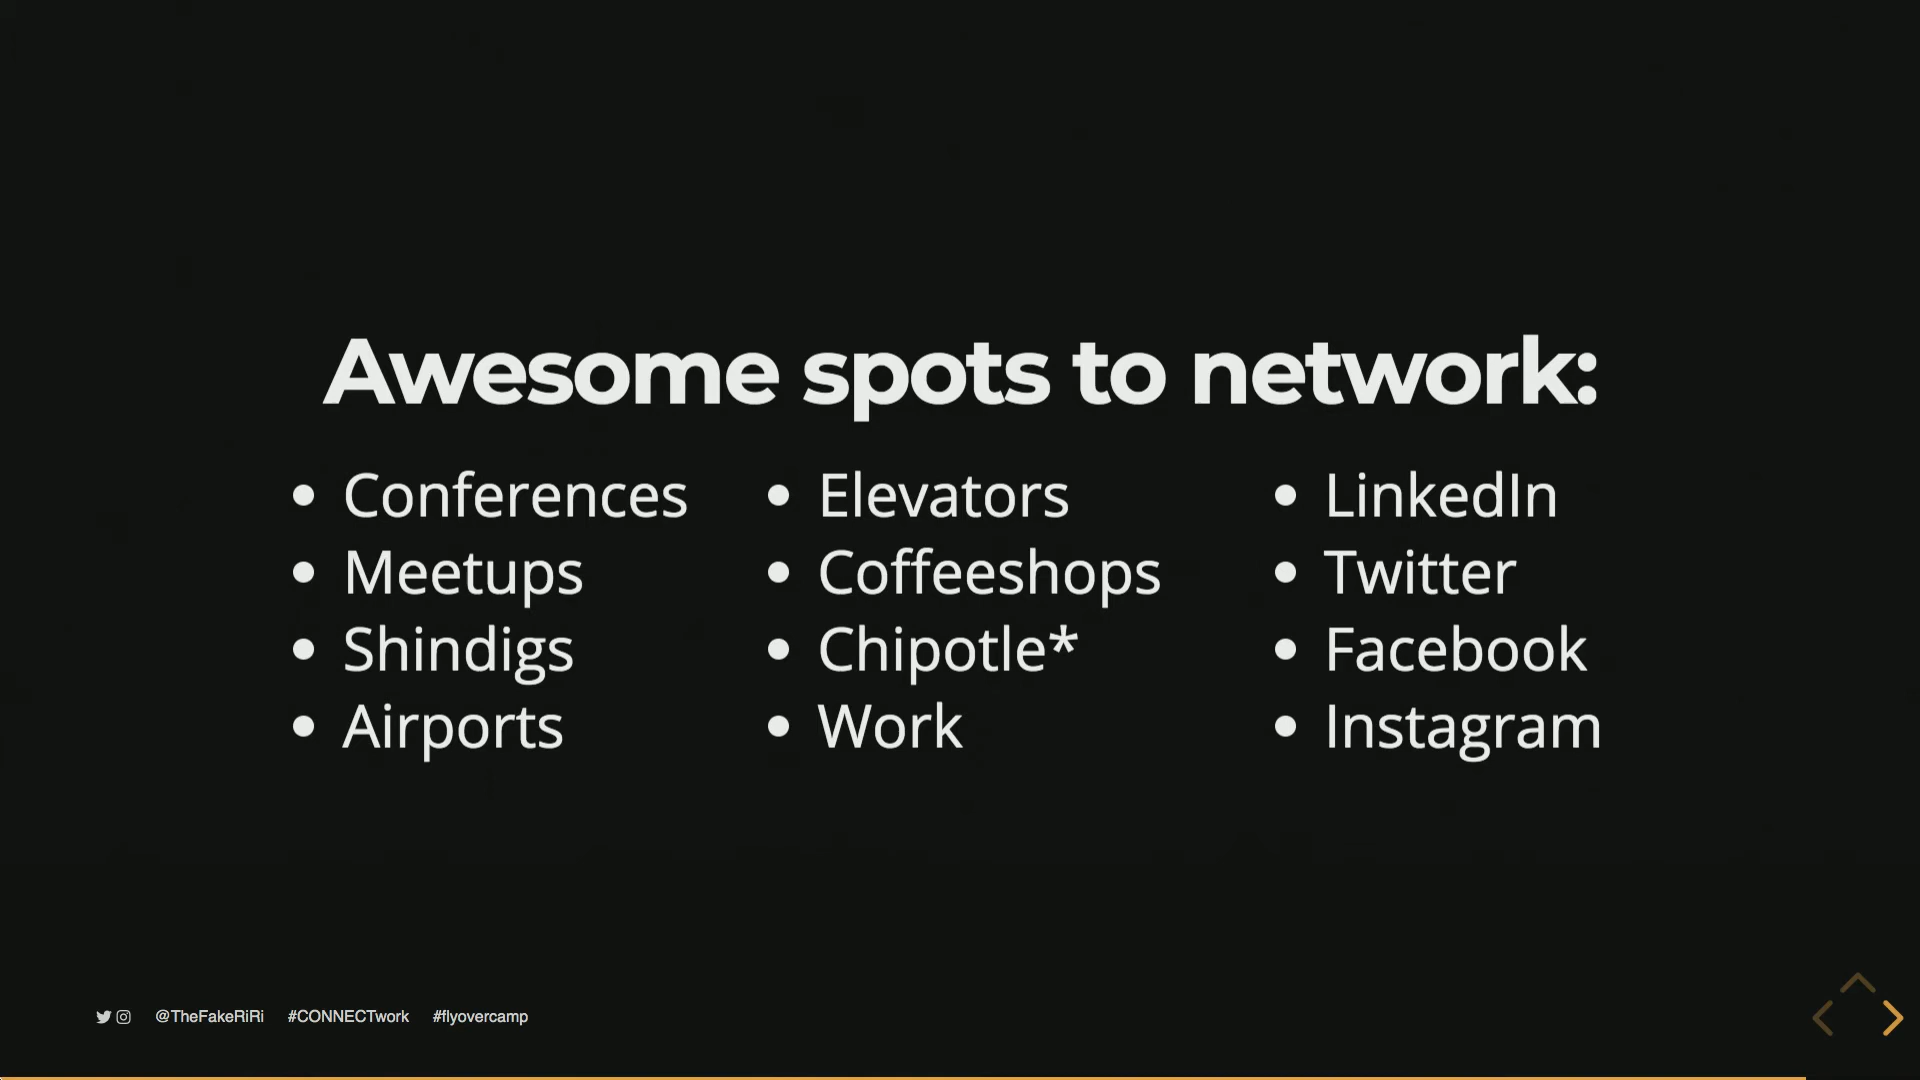 Awesome spots to network:
Conferences
Meetups
Shindigs
Airports
Elevators
Coffeeshops
Chipotle*
Work
LinkedIn
Twitter
Facebook
Instagram
@TheFakeRiRi #CONNECTwork #flyovercamp